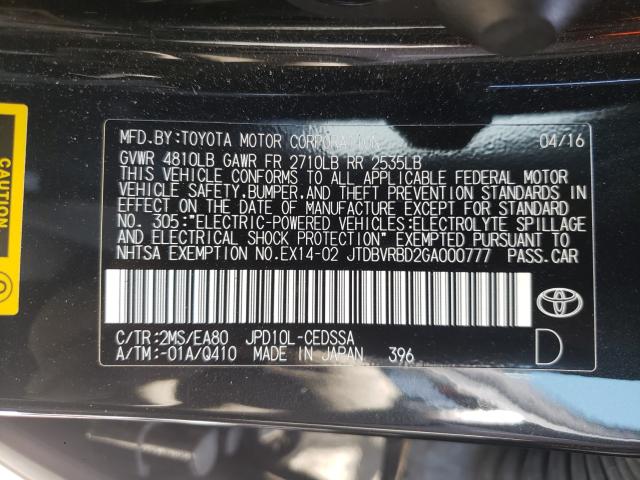 CAUTION
MFD.BY:TOYOTA MOTOR CORPORATION 04/16
GVWR 4810LB GAWR FR 2710LB RR 2535LB
THIS VEHICLE CONFORMS TO ALL APPLICABLE FEDERAL MOTOR
VEHICLE SAFETY,BUMPER,AND THEFT PREVENTION STANDARDS IN
EFFECT ON THE DATE OF MANUFACTURE EXCEPT FOR STANDARD
NO. 305:"ELECTRIC-POWERED VEHICLES:ELECTROLYTE SPILLAGE
AND ELECTRICAL SHOCK PROTECTION" EXEMPTED PURSUANT TO
NHTSA EXEMPTION NO.EX14-02 JTDBVRBD2GA000777 PASS.CAR
C/TR:2MS/EA80 JPD10L-CEDSSA
A/TM:-01A/Q410 MADE IN JAPAN 396
D